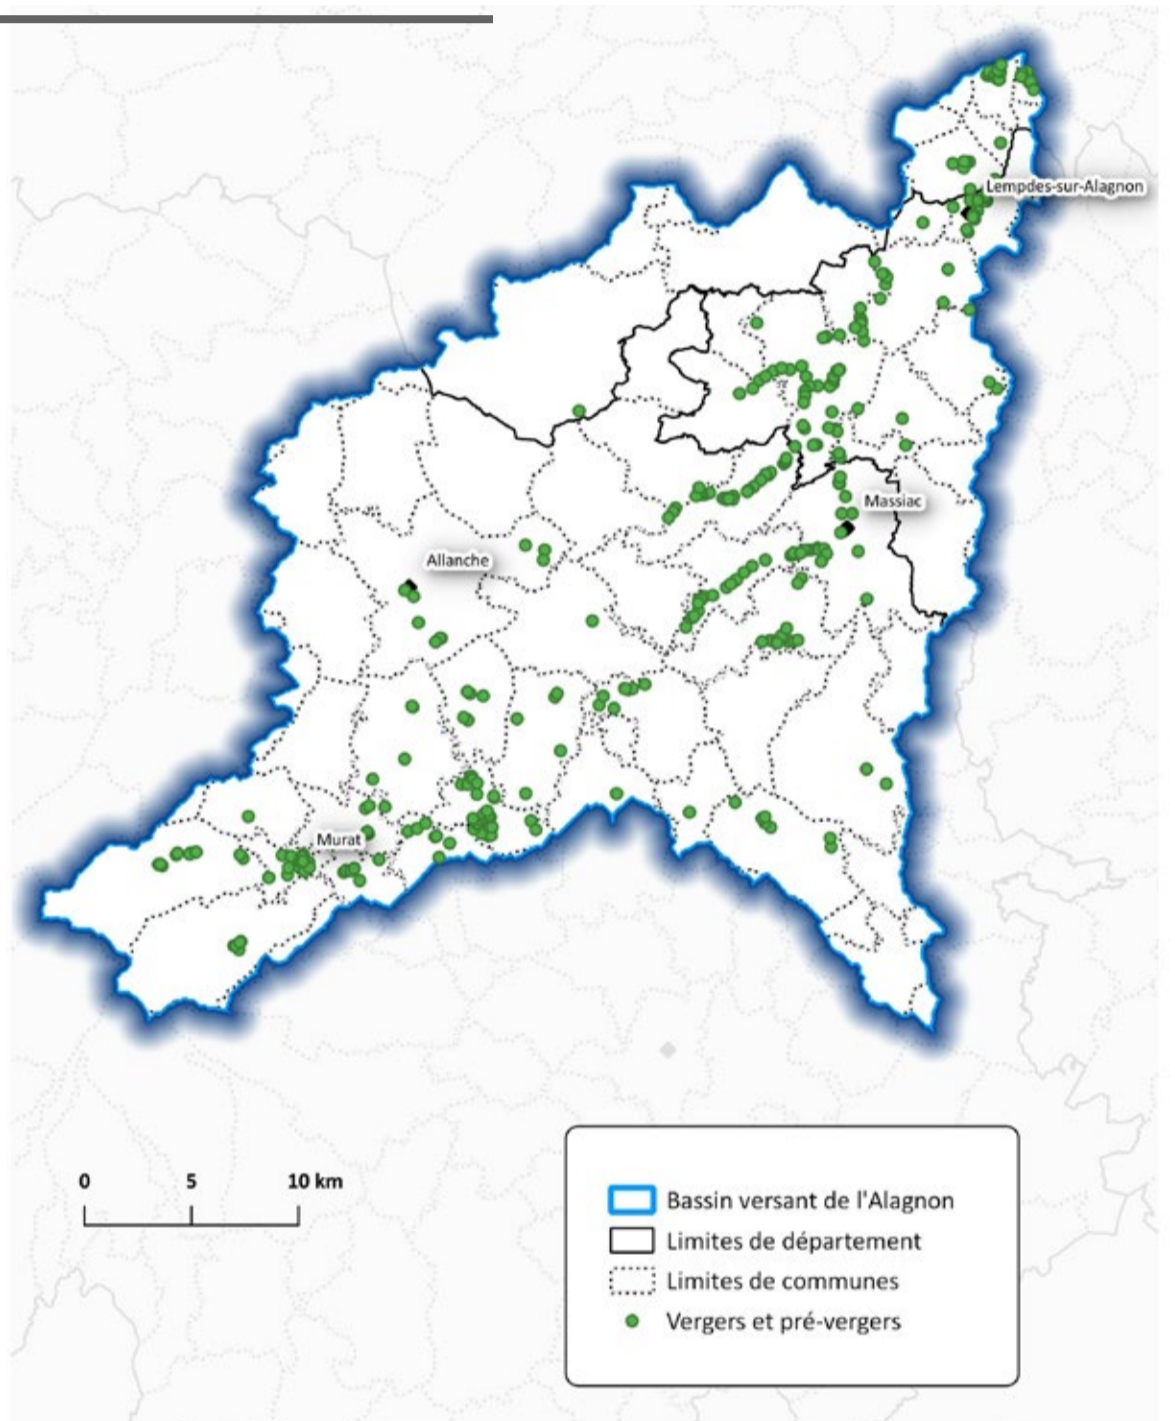 Lempdes-sur-Alagnon
Massiac
Allanche
Murat
0 5 10 km
Bassin versant de l'Alagnon
Limites de département
Limites de communes
Vergers et pré-vergers